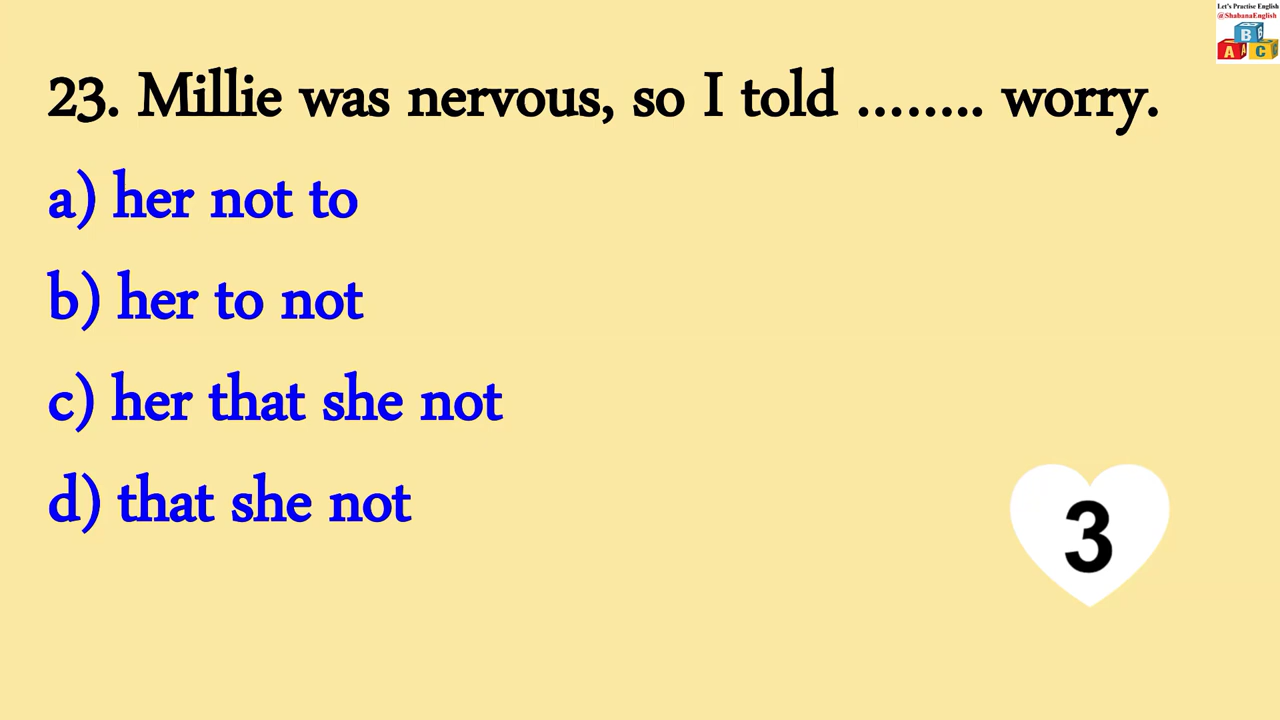 Let's Practise English
@ShabanaEnglish
B
A C
23. Millie was nervous, so I told ........ worry.
a) her not to
b) her to not
c) her that she not
d) that she not
3